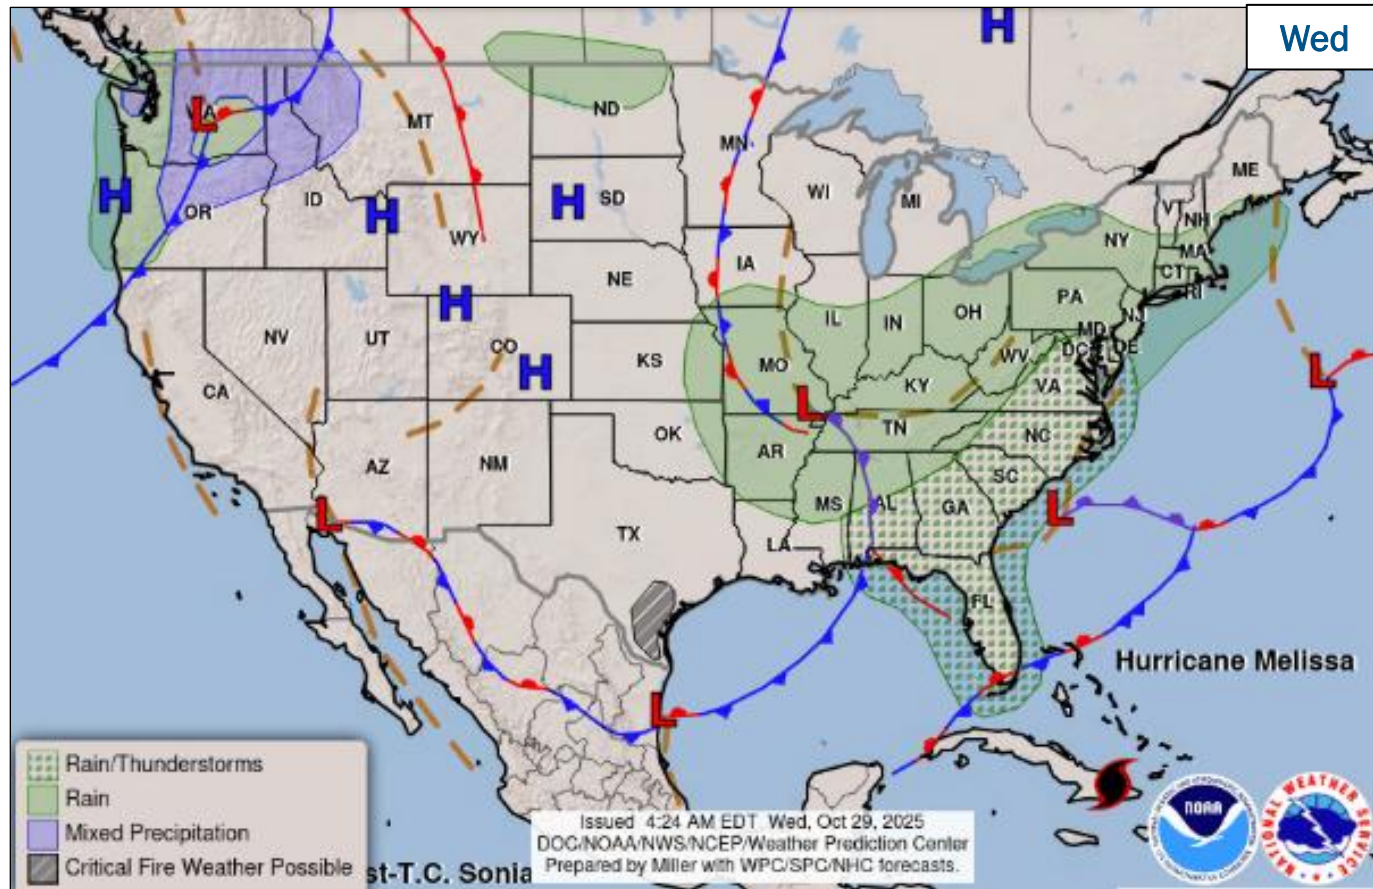 Wed
H
WA
L
MT
ND
MN
ME
H
OR
ID
H
WY
H
SD
WI
MI
VT
NH
NY
MA
CT
RI
H
NE
IA
PA
NJ
NV
UT
CO
H
KS
IL
IN
OH
MD
DC
DE
WV
VA
CA
MO
KY
L
L
OK
TN
NC
AZ
NM
AR
SC
L
TX
MS
AL
GA
L
LA
FL
Hurricane Melissa
L
Rain/Thunderstorms
Rain
Mixed Precipitation
Critical Fire Weather Possible
st-T.C. Sonia
Issued 4:24 AM EDT Wed, Oct 29, 2025
DOC/NOAA/NWS/NCEP/Weather Prediction Center
Prepared by Miller with WPC/SPC/NHC forecasts.
NOAA
NATIONAL WEATHER SERVICE